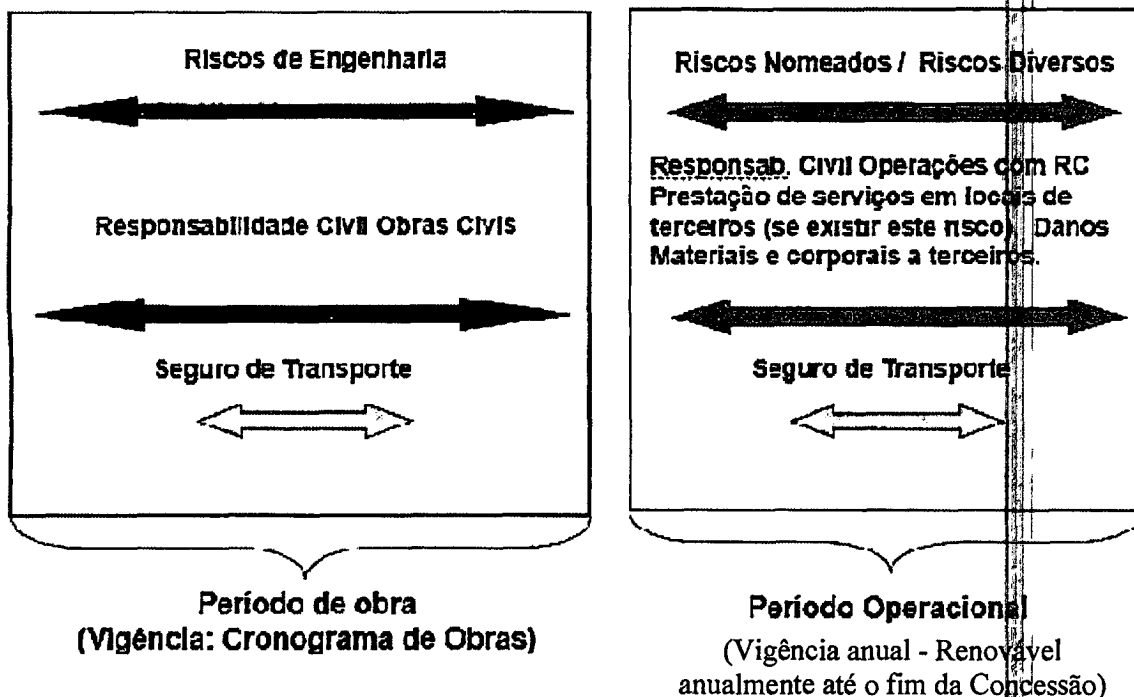 Riscos de Engenharia
Responsabilidade Civil Obras Civis
Seguro de Transporte
Período de obra
(Vigência: Cronograma de Obras)
Riscos Nomeados / Riscos Diversos
Responsab. Civil Operações com RC
Prestação de serviços em locais de
terceiros (se existir este risco). Danos
Materiais e corporais a terceiros.
Seguro de Transporte
Período Operacional
(Vigência anual - Renovável
anualmente até o fim da Concessão)